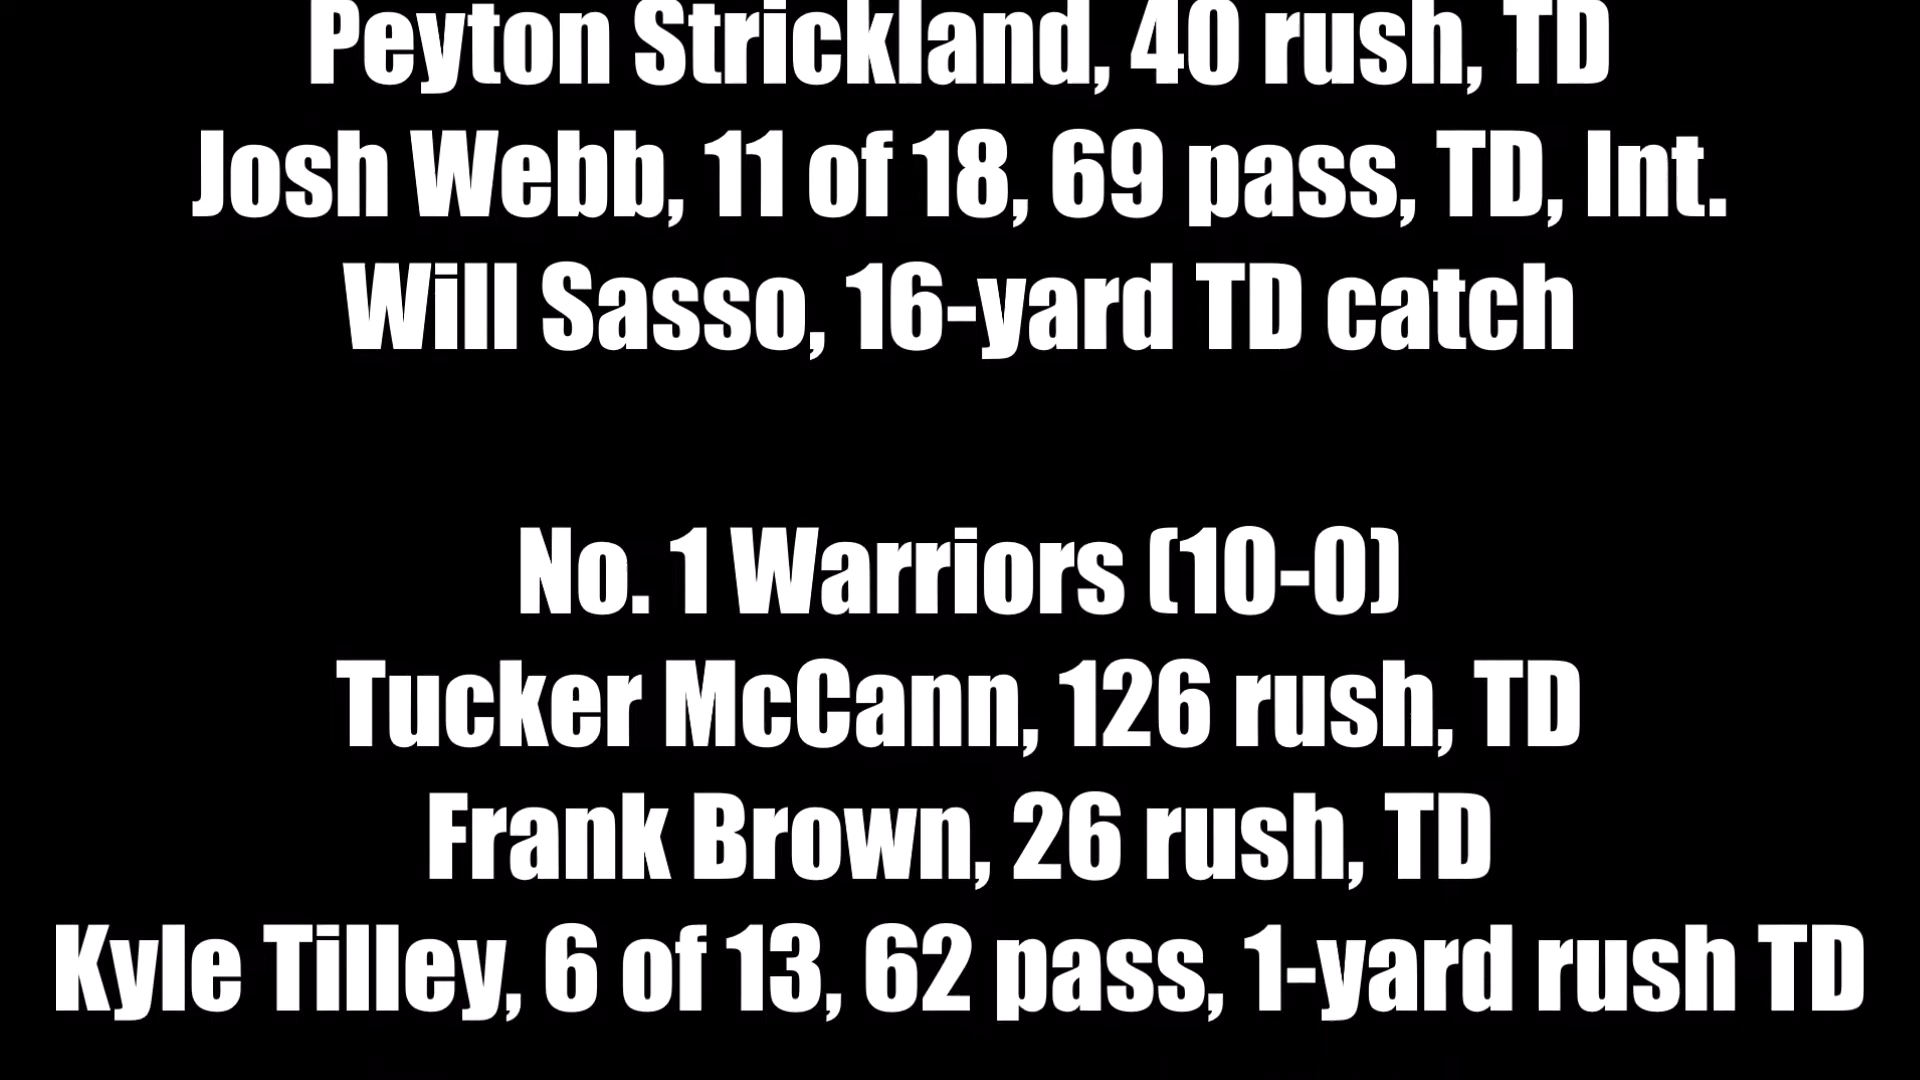 Peyton Strickland, 40 rush, TD
Josh Webb, 11 of 18, 69 pass, TD, Int.
Will Sasso, 16-yard TD catch
No. 1 Warriors (10-0)
Tucker McCann, 126 rush, TD
Frank Brown, 26 rush, TD
Kyle Tilley, 6 of 13, 62 pass, 1-yard rush TD